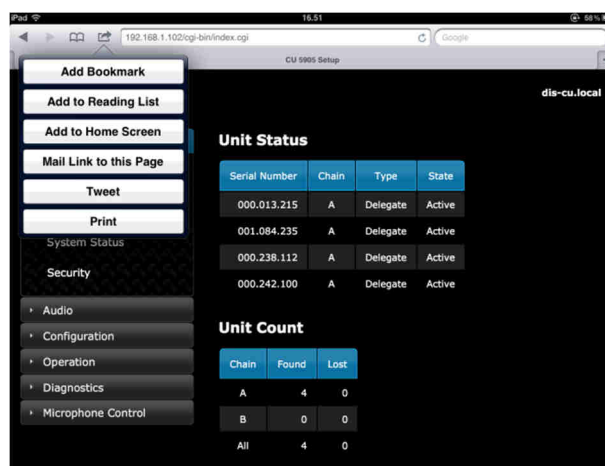 iPad 16.51 58%
192.168.1.102/cgi-bin/index.cgi Google
CU 5905 Setup
Add Bookmark
Add to Reading List
Add to Home Screen
Mail Link to this Page
Tweet
Print
System Status
Security
Audio
Configuration
Operation
Diagnostics
Microphone Control
dis-cu.local
Unit Status
Serial Number Chain Type State
000.013.215 A Delegate Active
001.084.235 A Delegate Active
000.238.112 A Delegate Active
000.242.100 A Delegate Active
Unit Count
Chain Found Lost
A 4 0
B 0 0
All 4 0